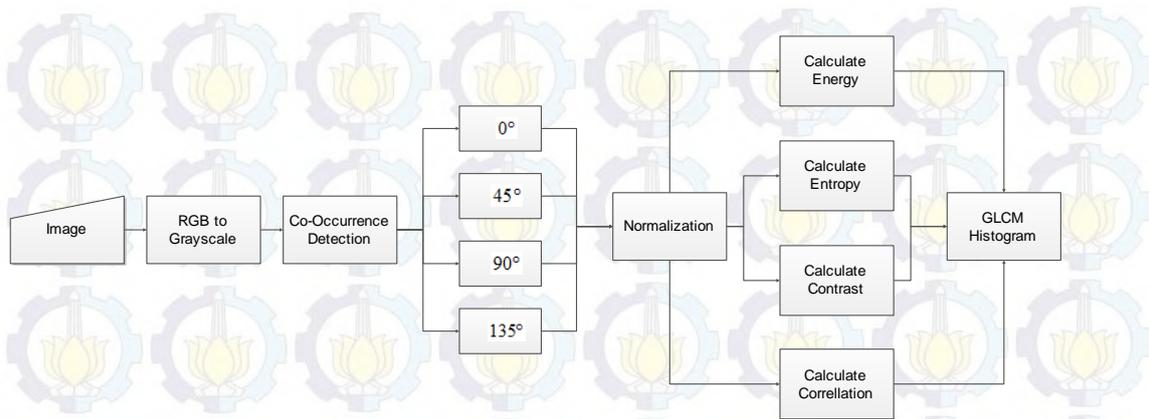 Image
RGB to
Grayscale
Co-Occurrence
Detection
0°
45°
90°
135°
Normalization
Calculate
Energy
Calculate
Entropy
Calculate
Contrast
Calculate
Correllation
GLCM
Histogram